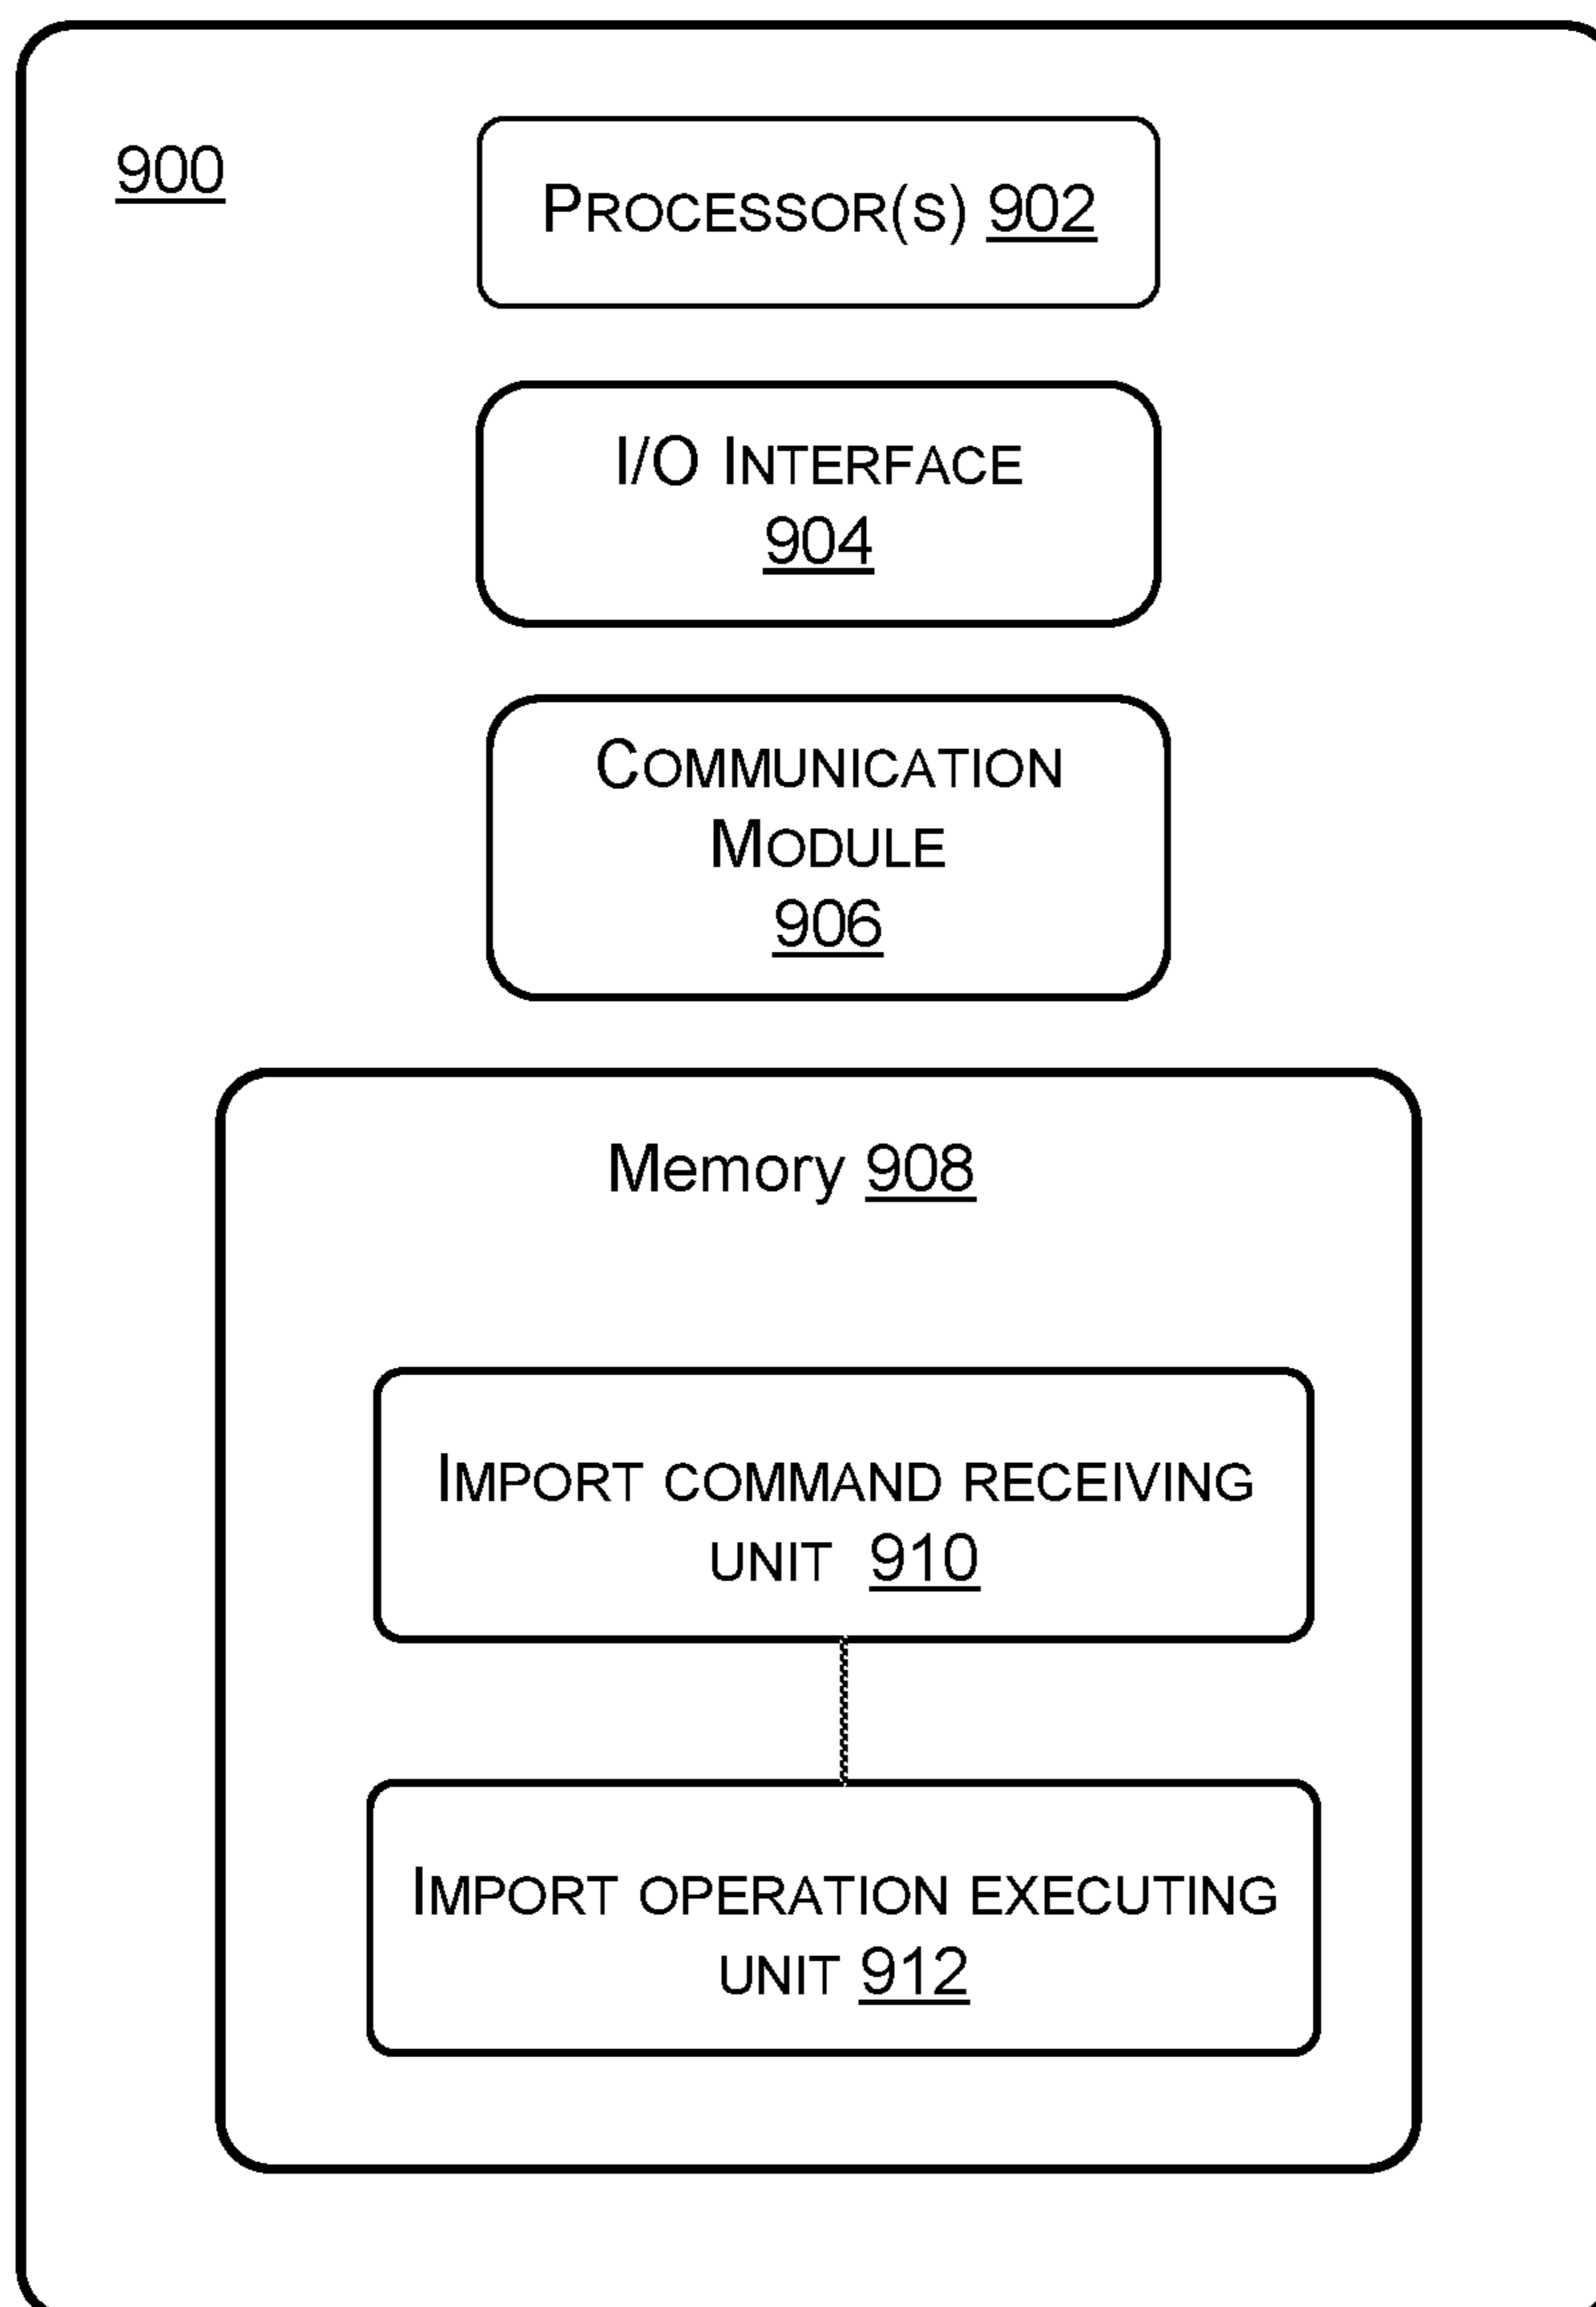 900
PROCESSOR(S) 902
I/O INTERFACE
904
COMMUNICATION
MODULE
906
Memory 908
IMPORT COMMAND RECEIVING
UNIT 910
IMPORT OPERATION EXECUTING
UNIT 912